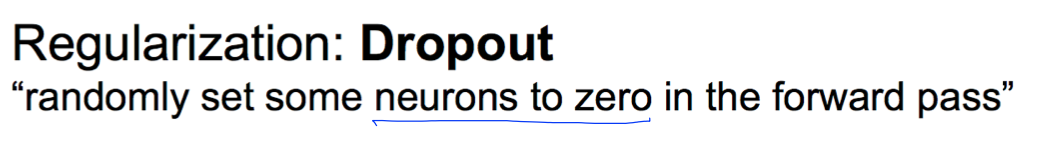 Regularization: Dropout
“randomly set some neurons to zero in the forward pass”